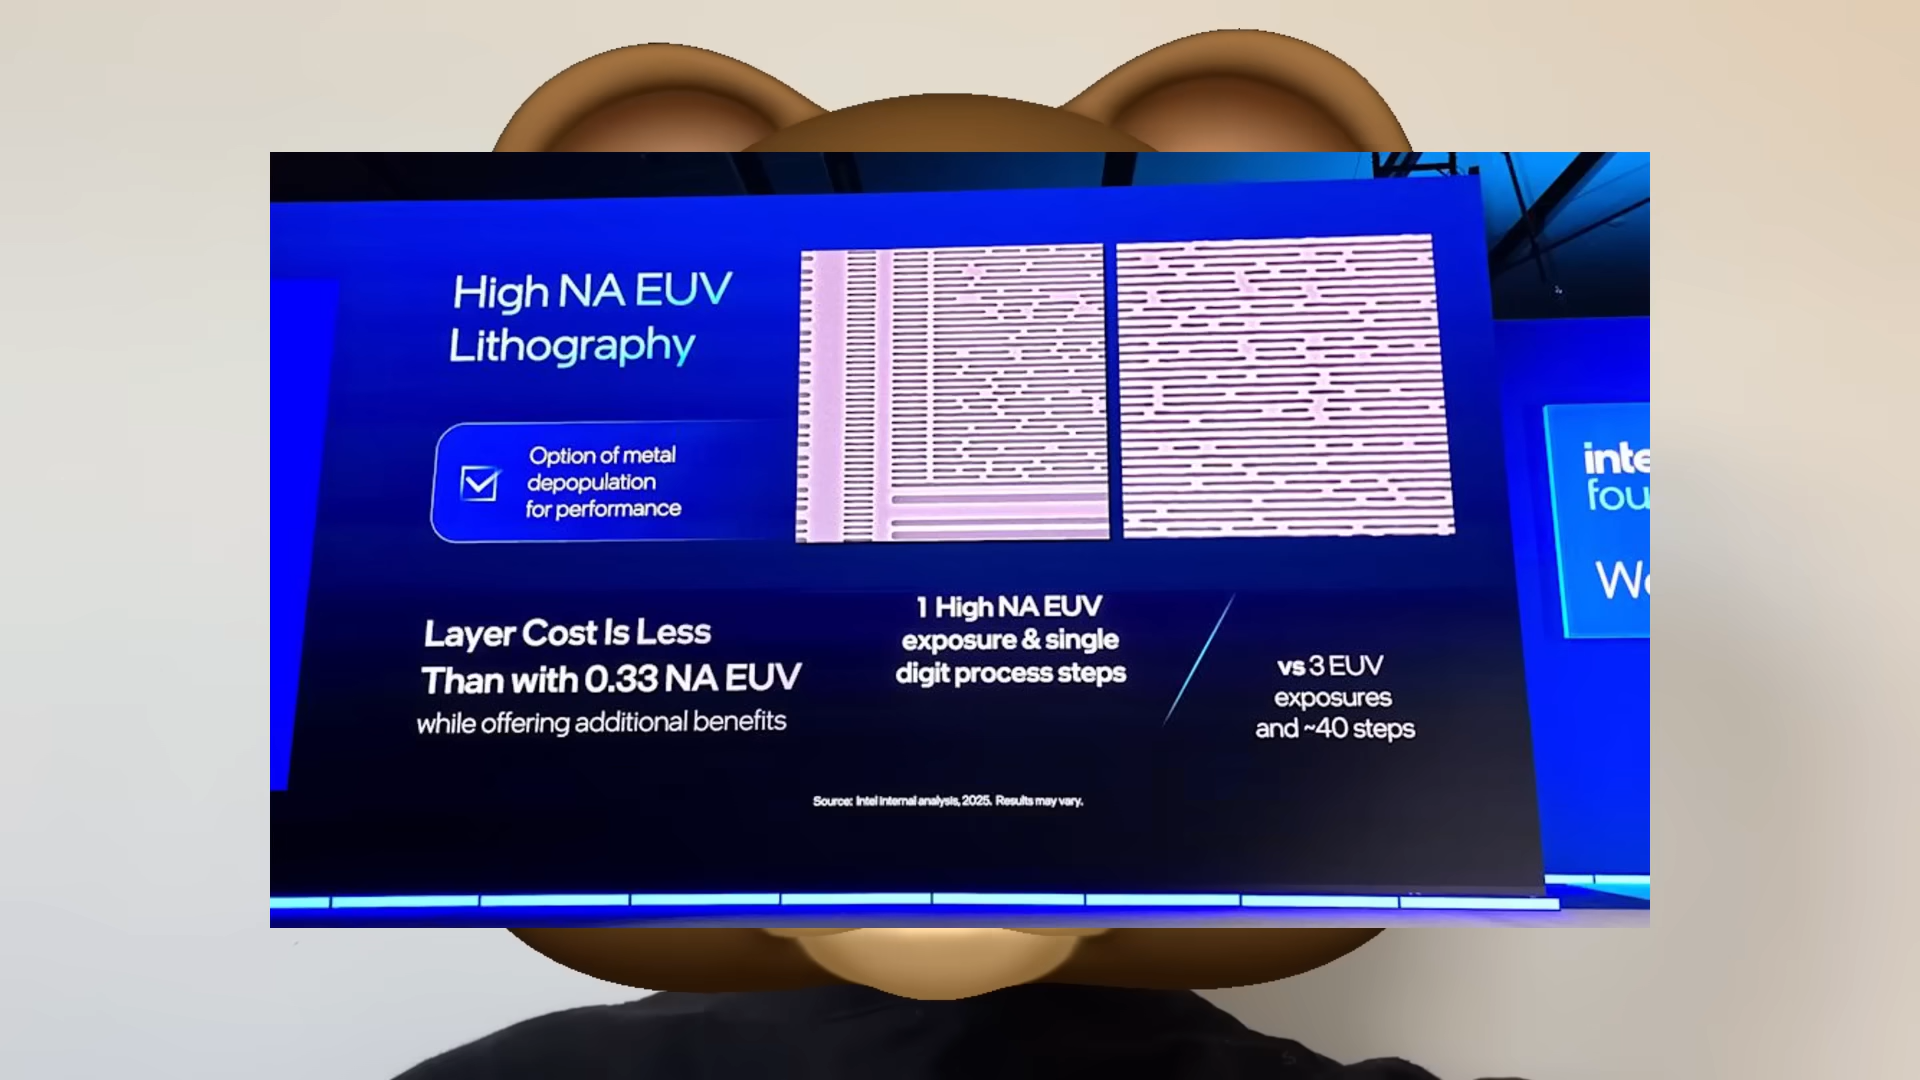 High NA EUV
Lithography
Option of metal
depopulation
for performance
Layer Cost Is Less
Than with 0.33 NA EUV
while offering additional benefits
1 High NA EUV
exposure & single
digit process steps
vs 3 EUV
exposures
and ~40 steps
Source: Intel internal analysis, 2025. Results may vary.
inte
fou
We